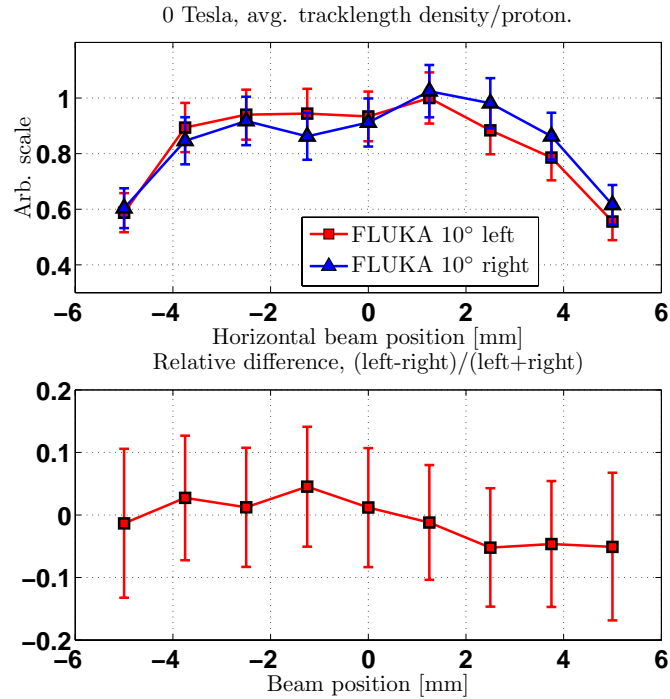 0 Tesla, avg. tracklength density/proton.
1
0.8
0.6
0.4
Arb. scale
FLUKA 10° left
FLUKA 10° right
−6 −4 −2 0 2 4 6
Horizontal beam position [mm]
Relative difference, (left-right)/(left+right)
0.2
0.1
0
−0.1
−0.2
−6 −4 −2 0 2 4 6
Beam position [mm]